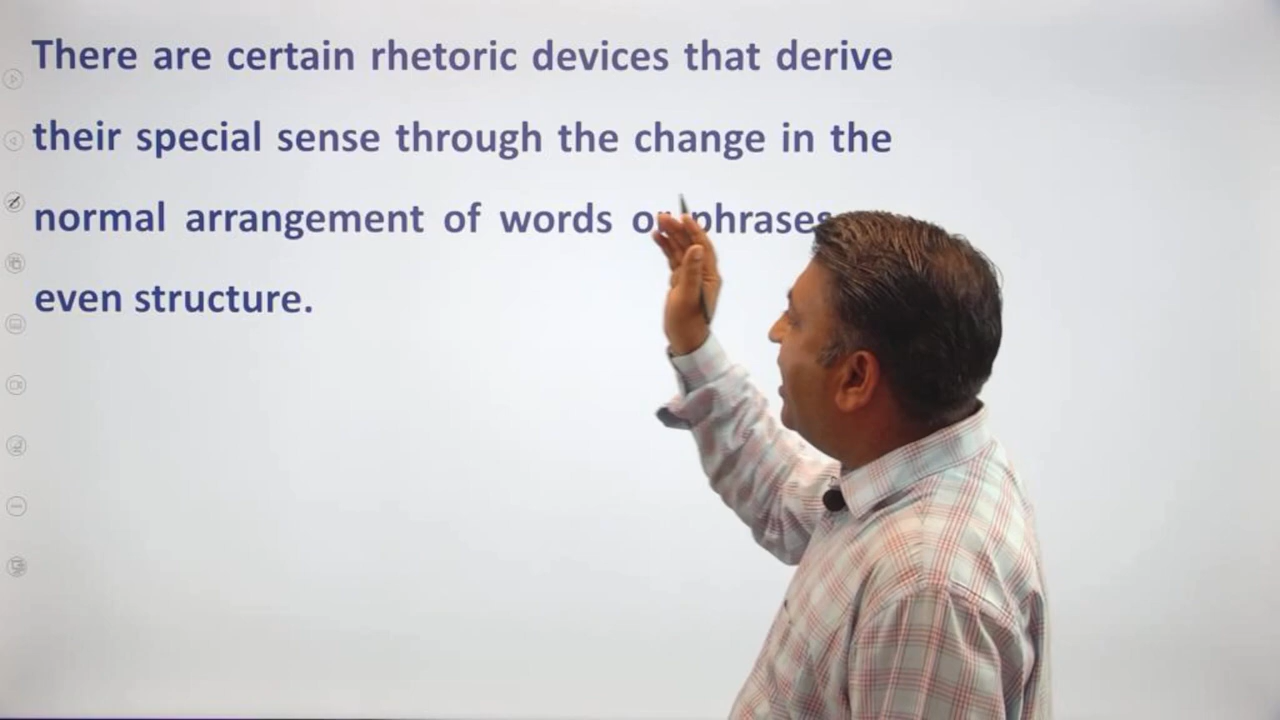 There are certain rhetoric devices that derive
their special sense through the change in the
normal arrangement of words or phrases
even structure.